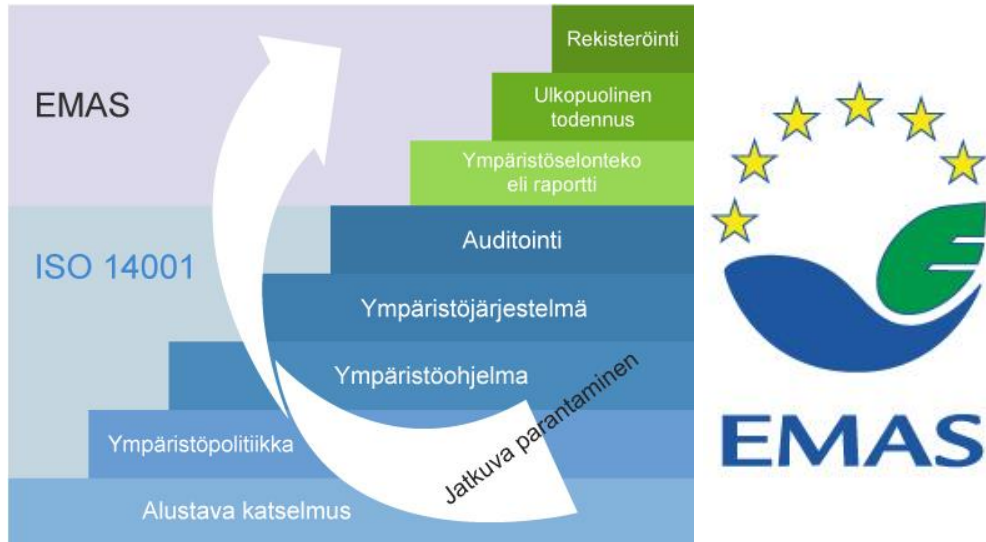 Rekisteröinti
EMAS
Ulkopuolinen
todennus
Ympäristöselonteko
eli raportti
Auditointi
ISO 14001
Ympäristöjärjestelmä
Ympäristöohjelma
Jatkuva parantaminen
Ympäristöpolitiikka
Alustava katselmus
EMAS